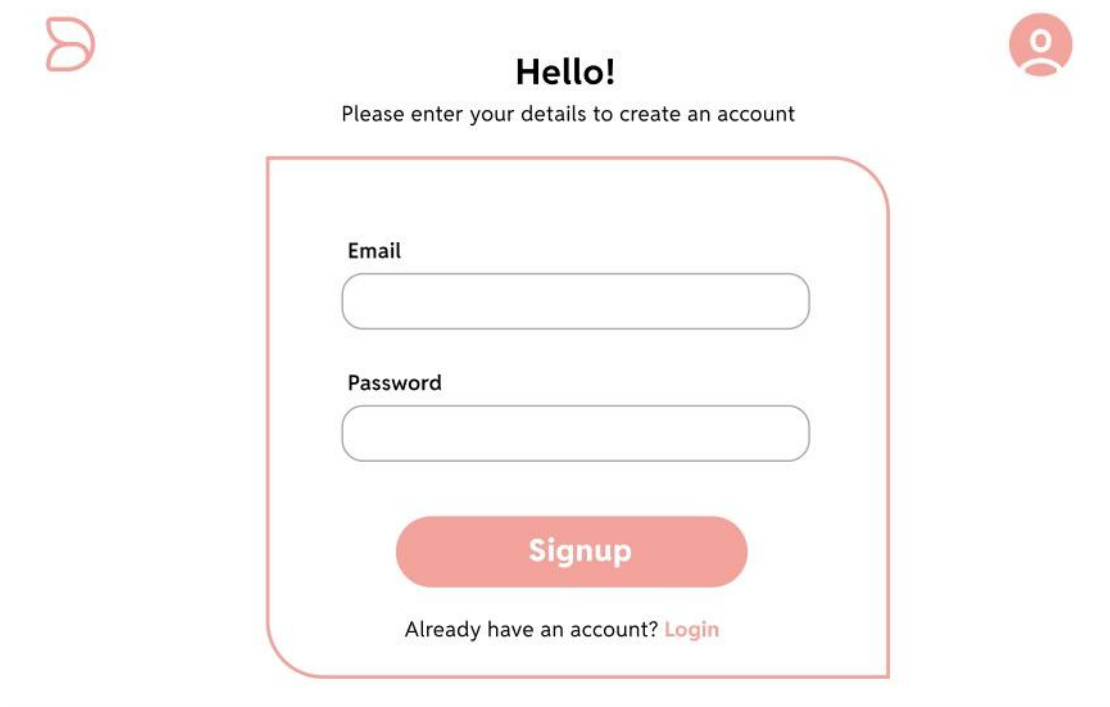 Hello!
Please enter your details to create an account
Email
Password
Signup
Already have an account? Login